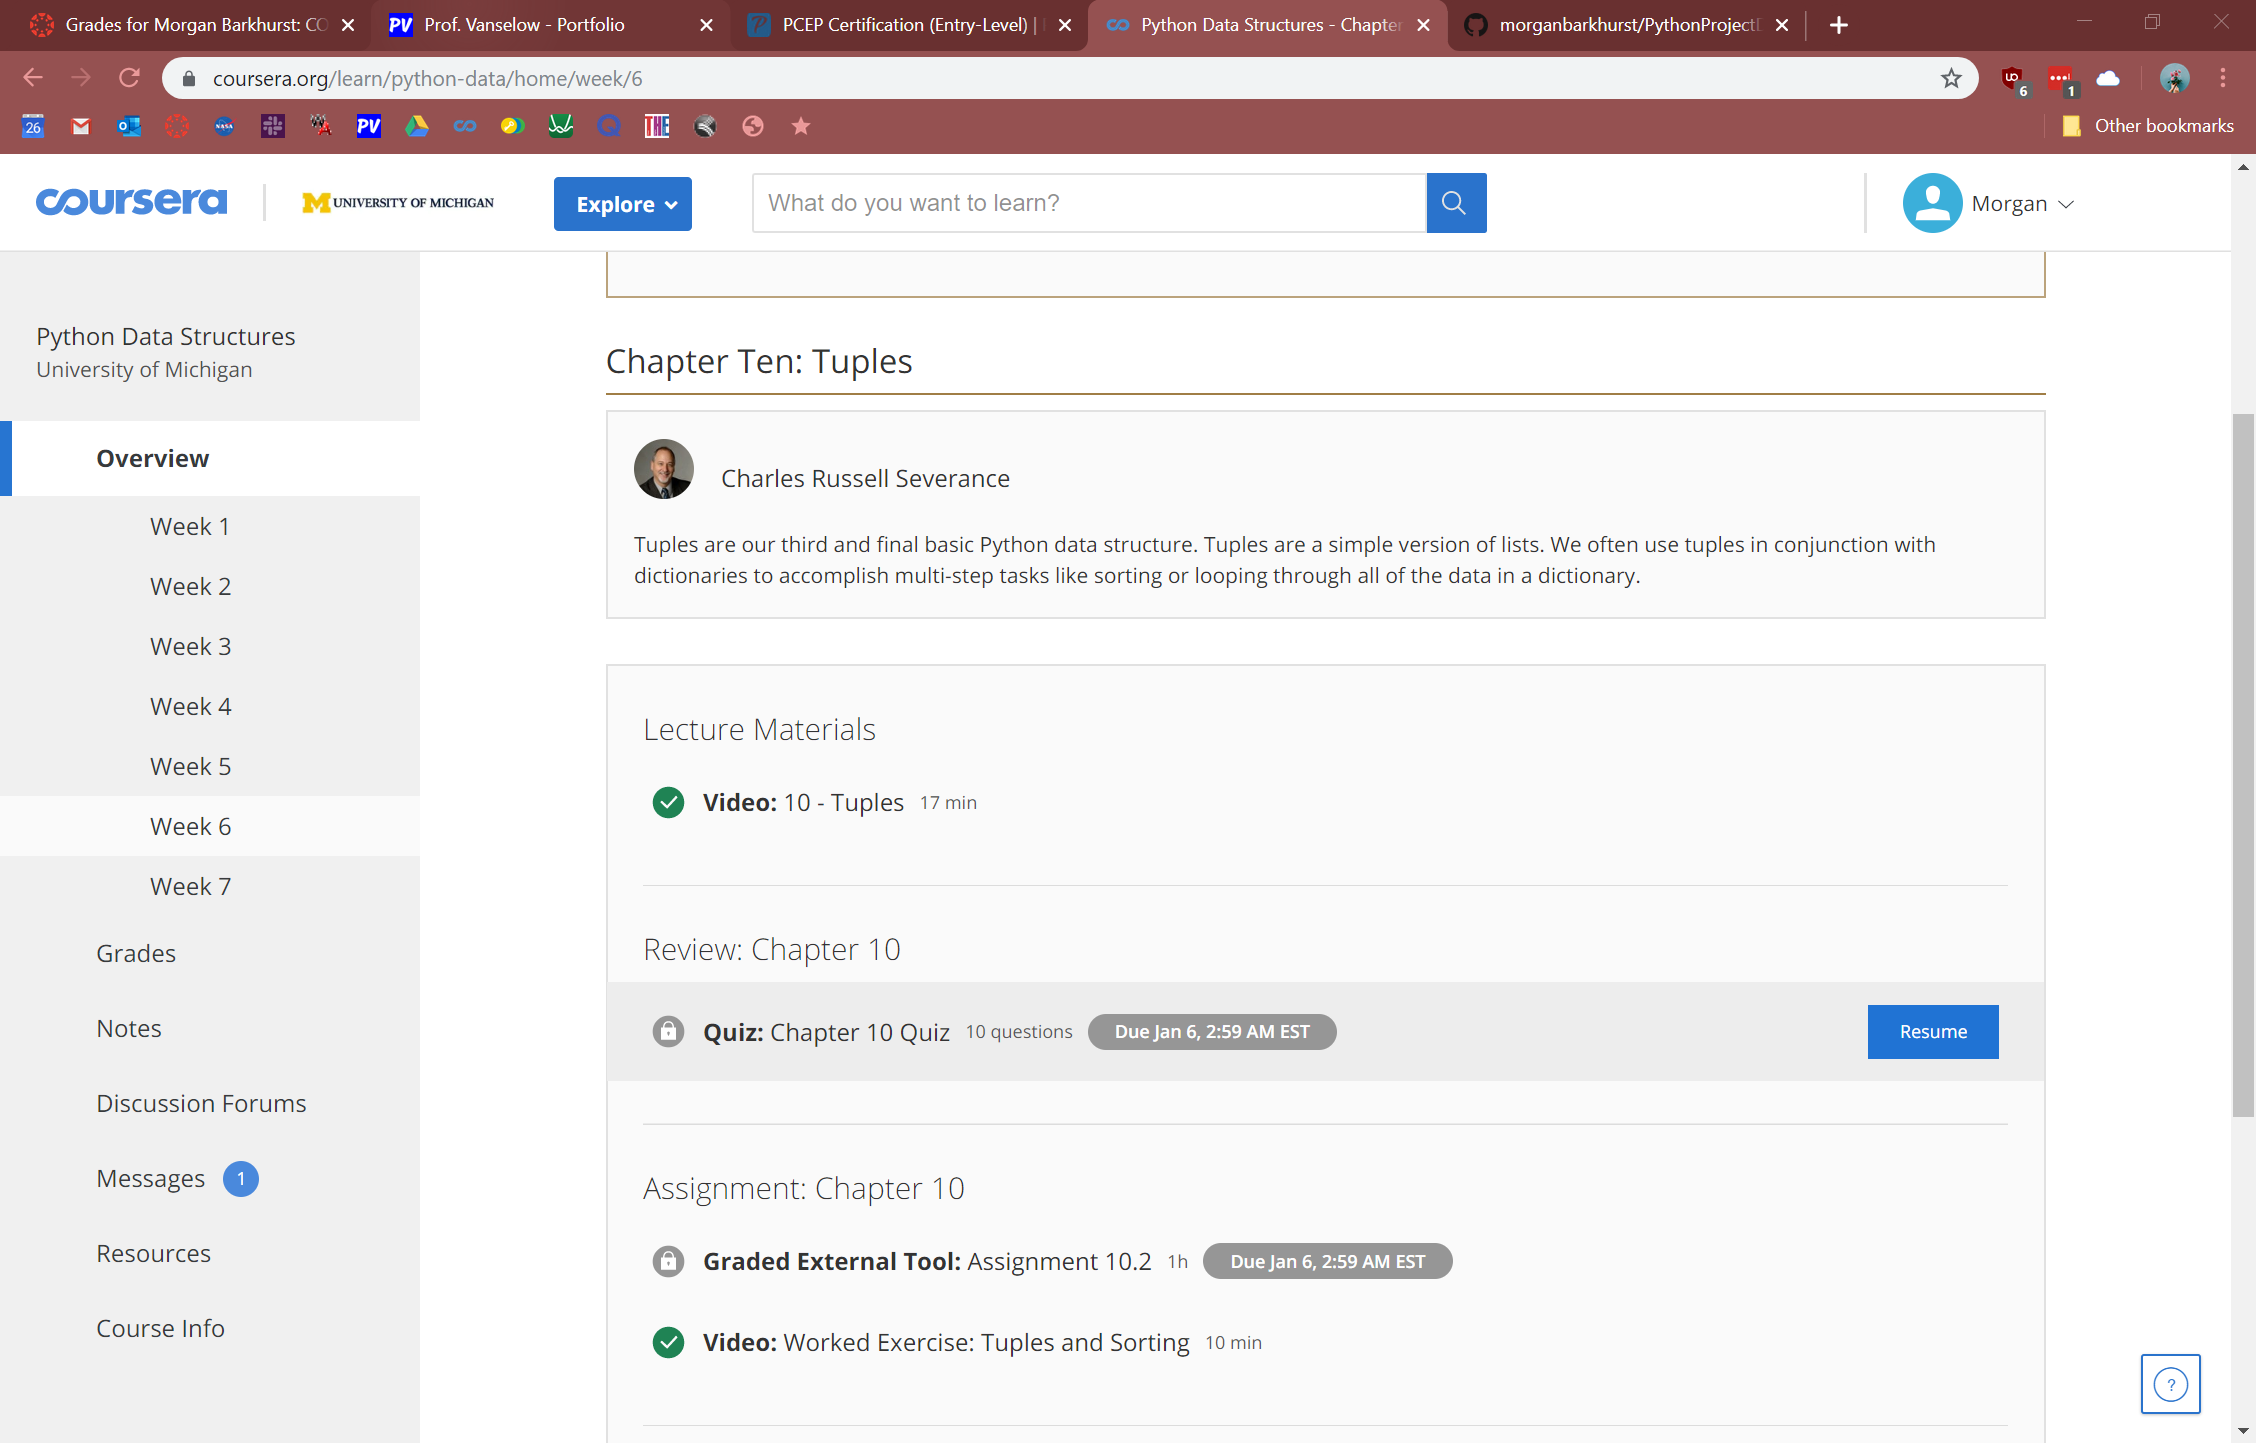 Grades for Morgan Barkhurst: CO
Prof. Vanselow - Portfolio
PCEP Certification (Entry-Level) |
Python Data Structures - Chapter
morganbarkhurst/PythonProject
coursera.org/learn/python-data/home/week/6
6
1
26
NASA
PV
THE
Other bookmarks
coursera
M UNIVERSITY OF MICHIGAN
Explore
What do you want to learn?
Morgan
Python Data Structures
University of Michigan
Overview
Week 1
Week 2
Week 3
Week 4
Week 5
Week 6
Week 7
Grades
Notes
Discussion Forums
Messages 1
Resources
Course Info
Chapter Ten: Tuples
Charles Russell Severance
Tuples are our third and final basic Python data structure. Tuples are a simple version of lists. We often use tuples in conjunction with
dictionaries to accomplish multi-step tasks like sorting or looping through all of the data in a dictionary.
Lecture Materials
Video: 10 - Tuples 17 min
Review: Chapter 10
Quiz: Chapter 10 Quiz 10 questions Due Jan 6, 2:59 AM EST
Resume
Assignment: Chapter 10
Graded External Tool: Assignment 10.2 1h Due Jan 6, 2:59 AM EST
Video: Worked Exercise: Tuples and Sorting 10 min
?